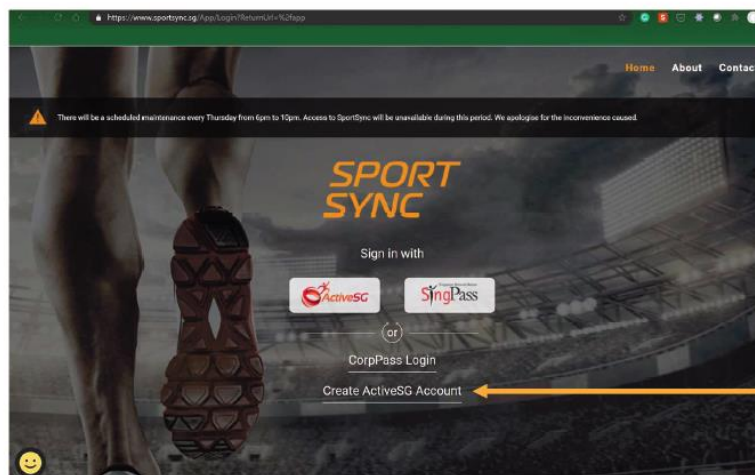 https://www.sportsync.sg/App/Login?ReturnUrl=%2fapp
Home About Contac
There will be a scheduled maintenance every Thursday from 6pm to 10pm. Access to SportSync will be unavailable during this period. We apologise for the inconvenience caused.
SPORT
SYNC
Sign in with
ActiveSG SingPass
or
CorpPass Login
Create ActiveSG Account